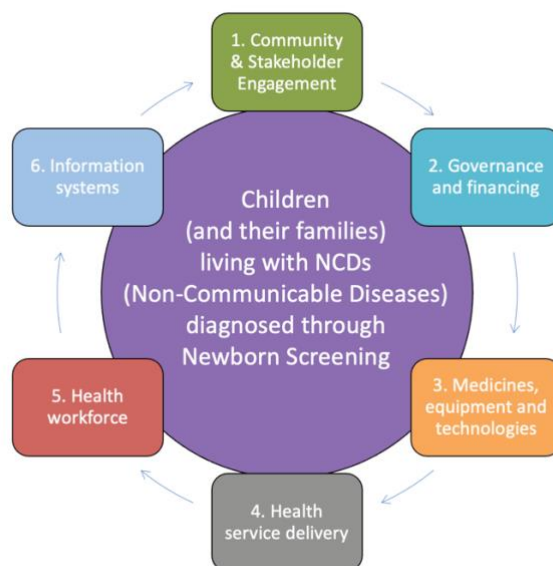 1. Community
& Stakeholder
Engagement
2. Governance
and financing
3. Medicines,
equipment and
technologies
4. Health
service delivery
5. Health
workforce
6. Information
systems
Children
(and their families)
living with NCDs
(Non-Communicable Diseases)
diagnosed through
Newborn Screening